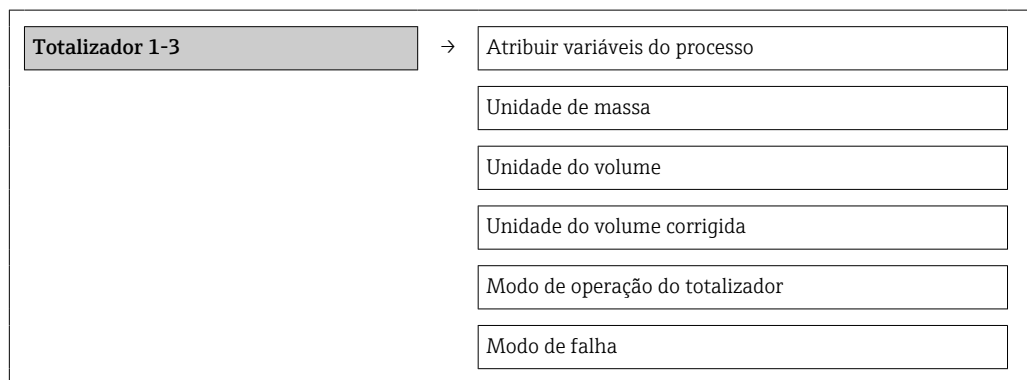 Totalizador 1-3 → Atribuir variáveis do processo
Unidade de massa
Unidade do volume
Unidade do volume corrigida
Modo de operação do totalizador
Modo de falha